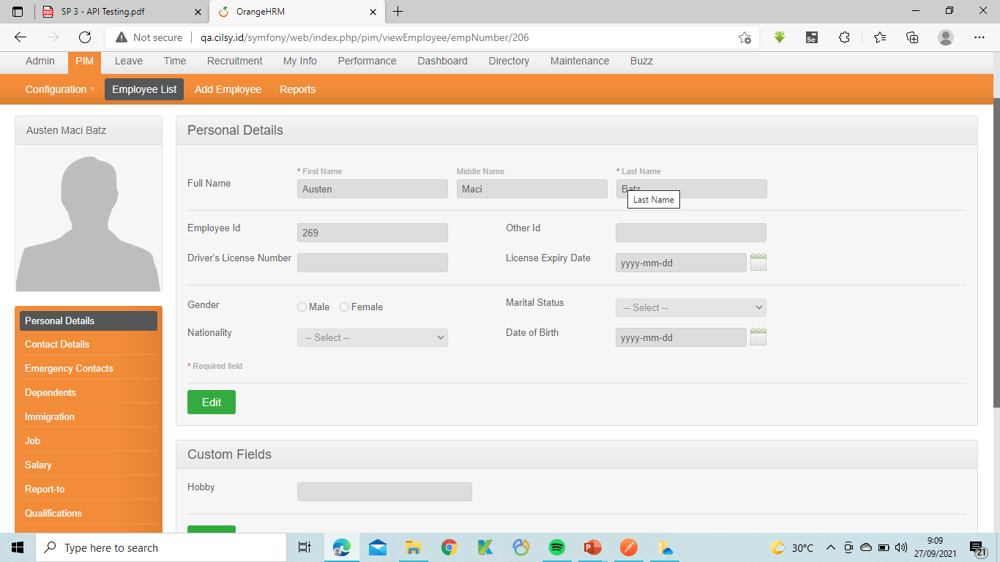 SP 3 - API Testing.pdf
OrangeHRM
Not secure
qa.cilsy.id/symfony/web/index.php/pim/viewEmployee/empNumber/206
Admin PIM Leave Time Recruitment My Info Performance Dashboard Directory Maintenance Buzz
Configuration Employee List Add Employee Reports
Austen Maci Batz
Personal Details
* First Name Middle Name * Last Name
Full Name Austen Maci Batz
Last Name
Employee Id 269 Other Id
Driver's License Number License Expiry Date yyyy-mm-dd
Gender Male Female Marital Status -- Select --
Nationality -- Select -- Date of Birth yyyy-mm-dd
* Required field
Edit
Personal Details
Contact Details
Emergency Contacts
Dependents
Immigration
Job
Salary
Report-to
Qualifications
Custom Fields
Hobby
Type here to search
30°C
9:09
27/09/2021
21